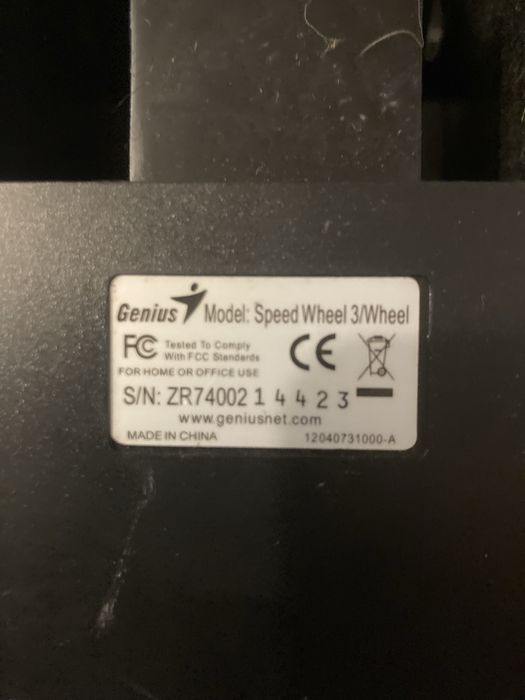 Genius Model: Speed Wheel 3/Wheel
FC Tested To Comply
With FCC Standards
CE
FOR HOME OR OFFICE USE
S/N: ZR74002 1 4 4 2 3
www.geniusnet.com
MADE IN CHINA 12040731000-A